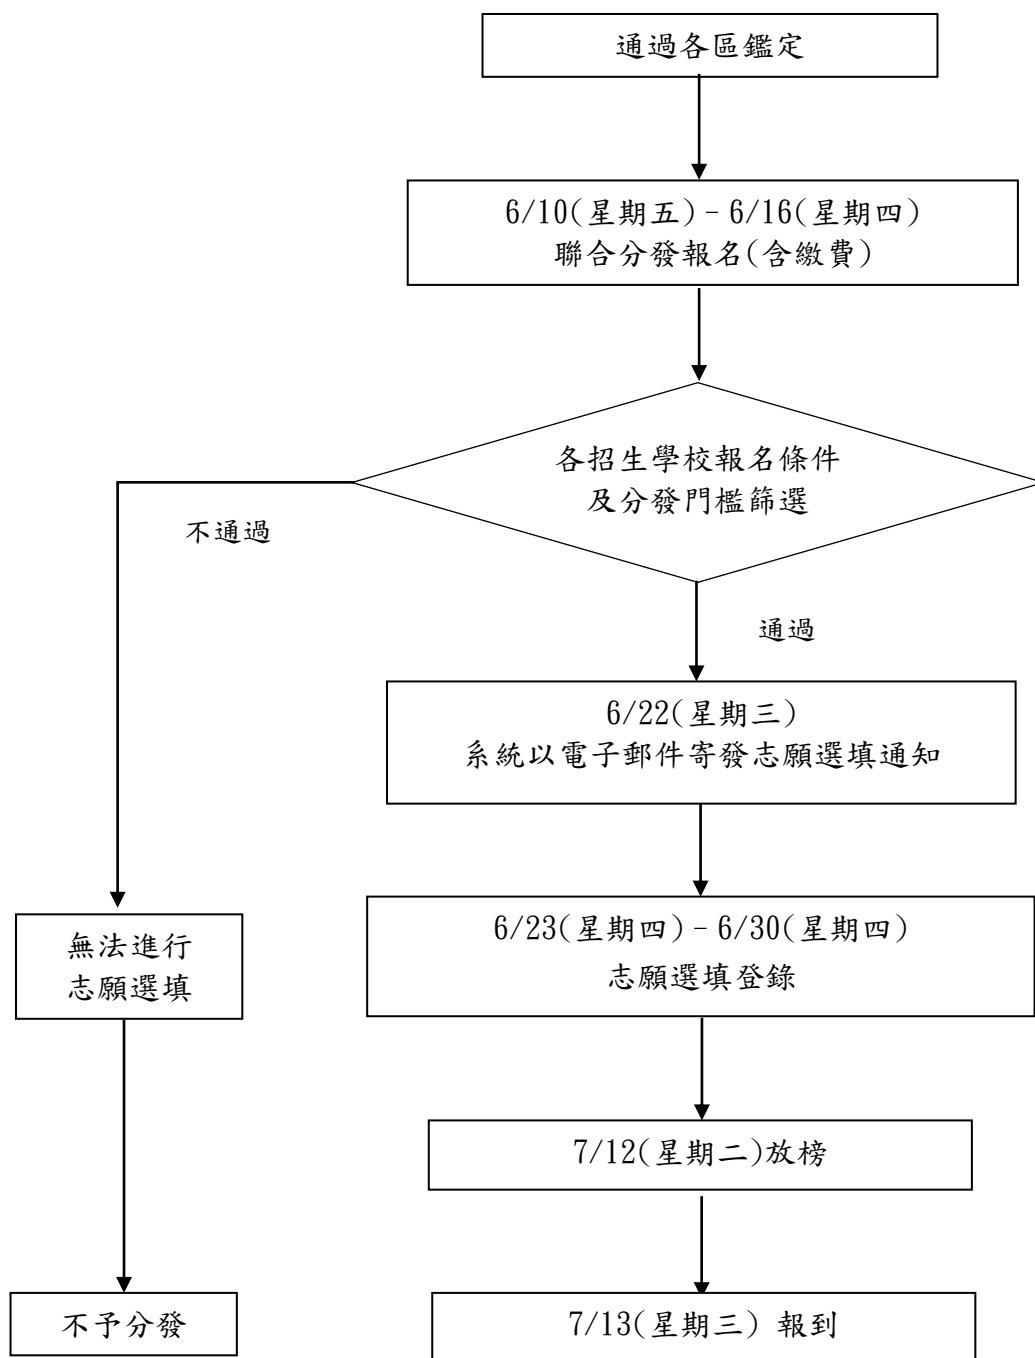 通過各區鑑定
6/10(星期五)-6/16(星期四)
聯合分發報名(含繳費)
各招生學校報名條件
及分發門檻篩選
不通過
通過
6/22(星期三)
系統以電子郵件寄發志願選填通知
6/23(星期四)-6/30(星期四)
志願選填登錄
無法進行
志願選填
7/12(星期二)放榜
不予分發
7/13(星期三) 報到